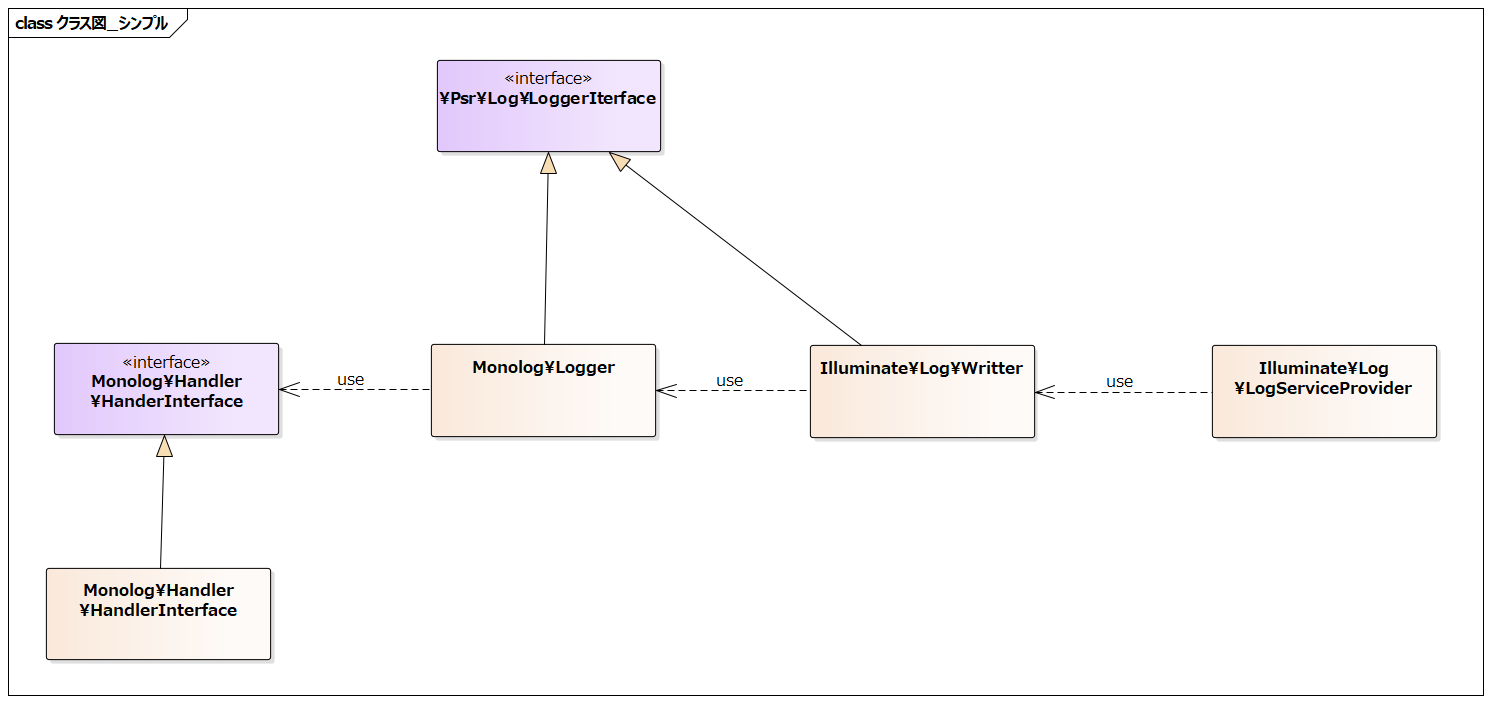 class クラス図_シンプル
«interface»
¥Psr¥Log¥LoggerIterface
«interface»
Monolog¥Handler
¥HanderInterface
use
Monolog¥Logger
use
Illuminate¥Log¥Writter
use
Illuminate¥Log
¥LogServiceProvider
Monolog¥Handler
¥HandlerInterface